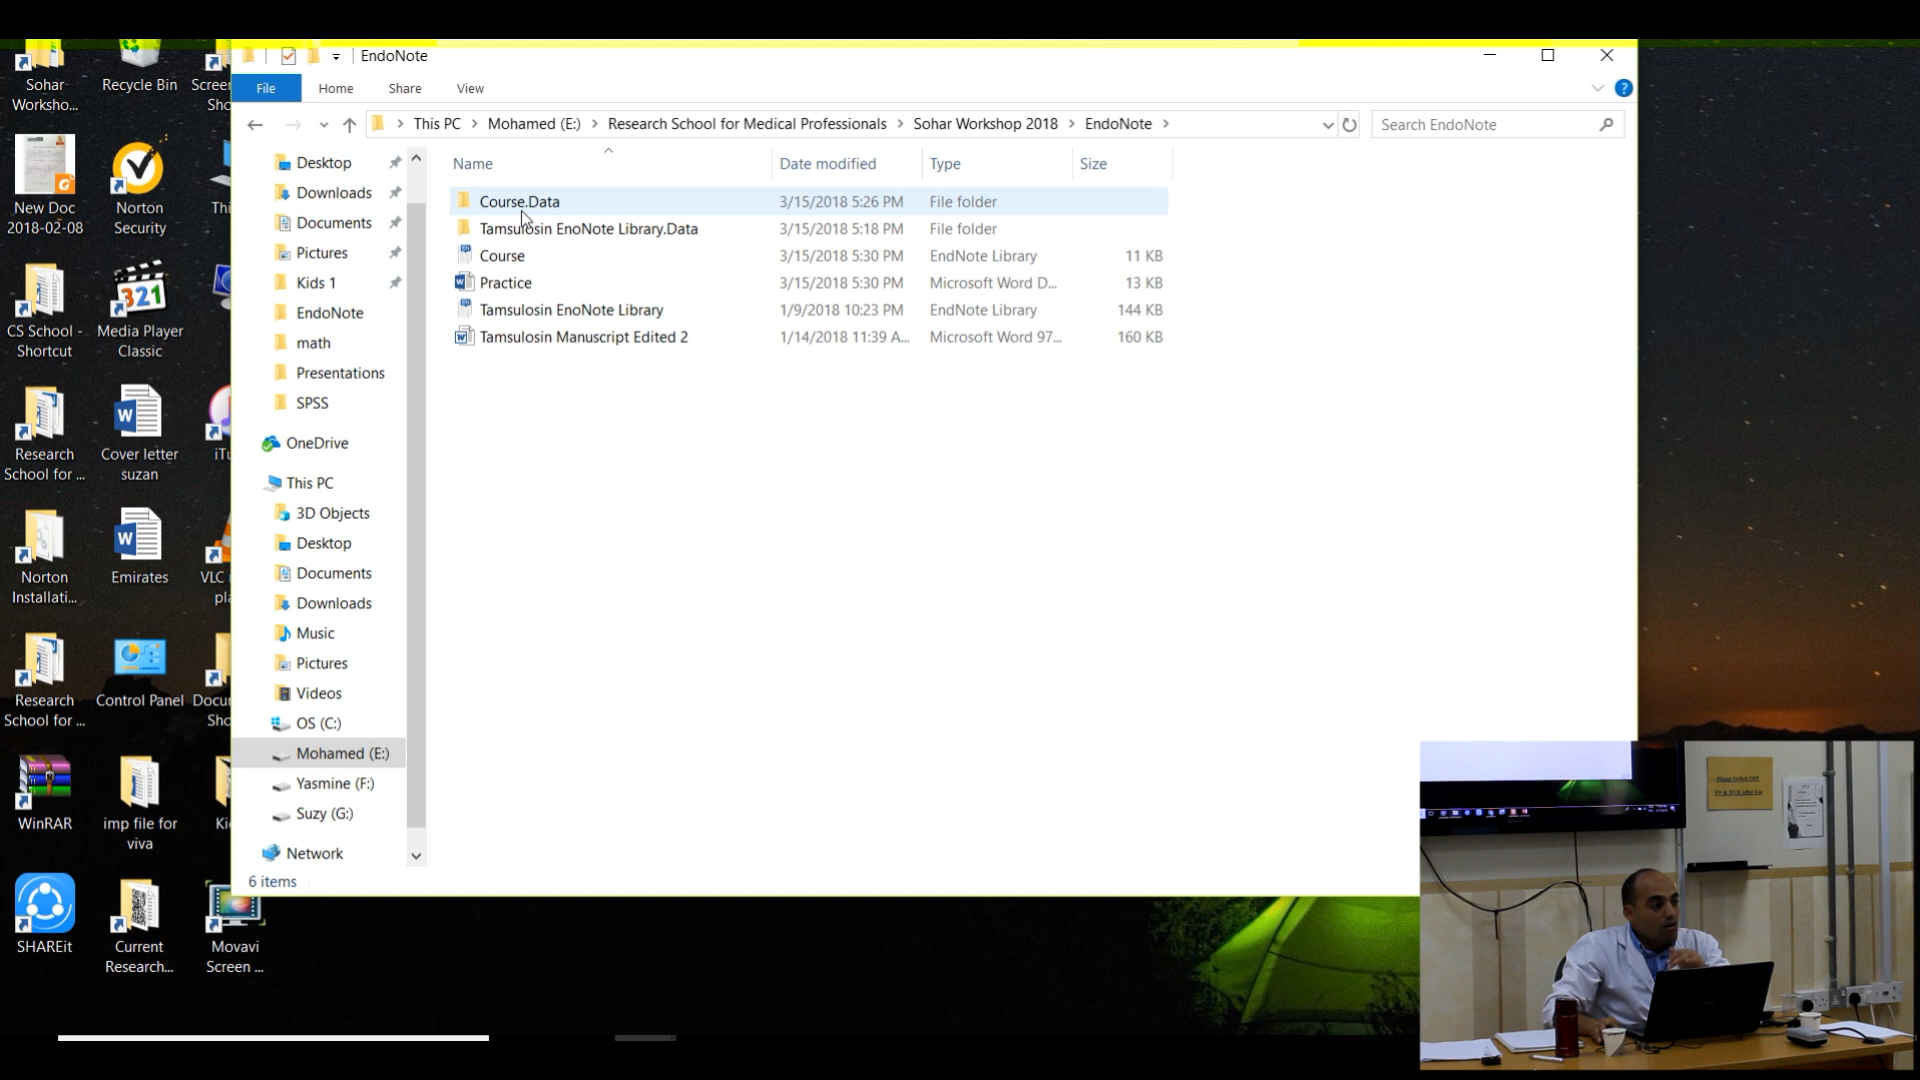 EndoNote
File
Home
Share
View
This PC
Mohamed (E:)
Research School for Medical Professionals
Sohar Workshop 2018
EndoNote
Search EndoNote
Name
Date modified
Type
Size
Course.Data 3/15/2018 5:26 PM File folder
Tamsulosin EnoNote Library.Data 3/15/2018 5:18 PM File folder
Course 3/15/2018 5:30 PM EndNote Library 11 KB
Practice 3/15/2018 5:30 PM Microsoft Word D... 13 KB
Tamsulosin EnoNote Library 1/9/2018 10:23 PM EndNote Library 144 KB
Tamsulosin Manuscript Edited 2 1/14/2018 11:39 A... Microsoft Word 97... 160 KB
Desktop
Downloads
Documents
Pictures
Kids 1
EndoNote
math
Presentations
SPSS
OneDrive
This PC
3D Objects
Desktop
Documents
Downloads
Music
Pictures
Videos
OS (C:)
Mohamed (E:)
Yasmine (F:)
Suzy (G:)
Network
6 items
Sohar
Worksho...
Recycle Bin
Screen
Sho
New Doc
2018-02-08
Norton
Security
Thi
CS School -
Shortcut
321
Media Player
Classic
Research
School for ...
Cover letter
suzan
iTu
Norton
Installati...
Emirates
VLC
pla
Research
School for ...
Control Panel
Docu
Sho
WinRAR
imp file for
viva
Ki
SHAREit
Current
Research...
Movavi
Screen ...
Please Switch OFF
TV & DVD After Use